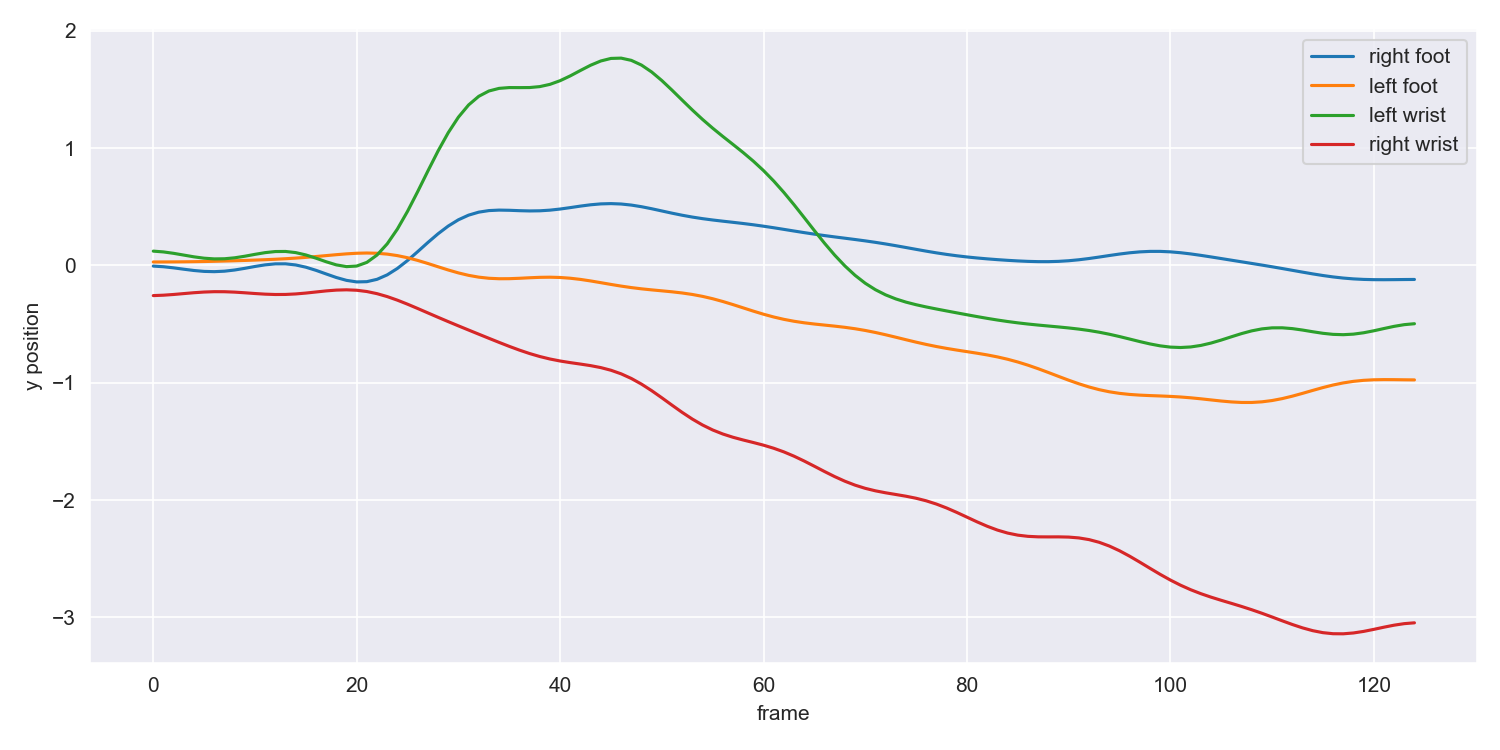 2
1
0
−1
−2
−3
y position
0
20
40
60
80
100
120
frame
right foot
left foot
left wrist
right wrist